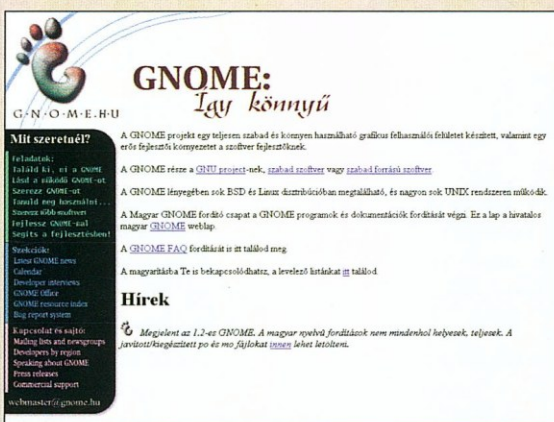 GNOME:
Így könnyű
G·N·O·M·E.HU
Mit szeretnél?
Feladatok:
Találd ki, mi a GNOME
Lásd a működő GNOME-ot
Szerezz GNOME-ot
Tanuld meg használni...
Szerezz több szoftvert
Fejlessz GNOME-mal
Segíts a fejlesztésben!
Szekciók:
Latest GNOME news
Calendar
Developer interviews
GNOME Office
GNOME resource index
Bug report system
Kapcsolat és sajtó:
Mailing lists and newsgroups
Developers by region
Speaking about GNOME
Press releases
Commercial support
webmaster@gnome.hu
A GNOME projekt egy teljesen szabad és könnyen használható grafikus felhasználói felületet készített, valamint egy
erős fejlesztői környezetet a szoftver fejlesztőknek.
A GNOME része a GNU project-nek, szabad szoftver vagy szabad forrású szoftver.
A GNOME lényegében sok BSD és Linux disztribúcióban megtalálható, és nagyon sok UNIX rendszeren működik.
A Magyar GNOME fordító csapat a GNOME programok és dokumentációk fordítását végzi. Ez a lap a hivatalos
magyar GNOME weblap.
A GNOME FAQ fordítását is itt találod meg.
A magyarításba Te is bekapcsolódhatsz, a levelező listánkat itt találod.
Hírek
Megjelent az 1.2-es GNOME. A magyar nyelvű fordítások nem mindenhol helyesek, teljesek. A
javított/kiegészített po és mo fájlokat innen lehet letölteni.